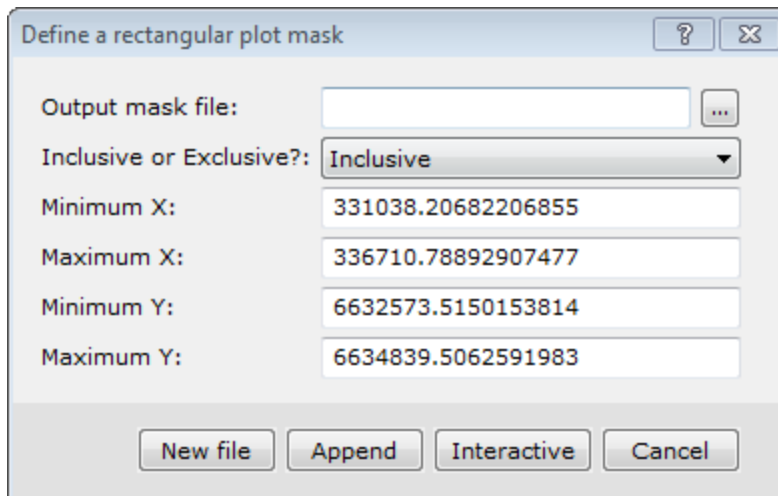 Define a rectangular plot mask
Output mask file:
...
Inclusive or Exclusive?: Inclusive
Minimum X: 331038.20682206855
Maximum X: 336710.78892907477
Minimum Y: 6632573.5150153814
Maximum Y: 6634839.5062591983
New file Append Interactive Cancel